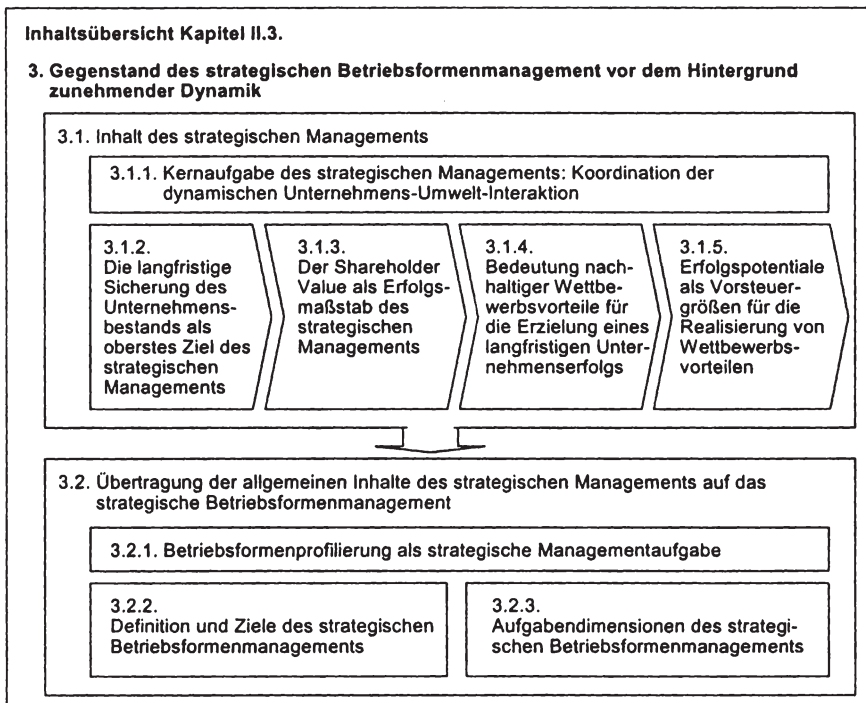 Inhaltsübersicht Kapitel II.3.
3. Gegenstand des strategischen Betriebsformenmanagement vor dem Hintergrund
zunehmender Dynamik
3.1. Inhalt des strategischen Managements
3.1.1. Kernaufgabe des strategischen Managements: Koordination der
dynamischen Unternehmens-Umwelt-Interaktion
3.1.2.
Die langfristige
Sicherung des
Unternehmens-
bestands als
oberstes Ziel des
strategischen
Managements
3.1.3.
Der Shareholder
Value als Erfolgs-
maßstab des
strategischen
Managements
3.1.4.
Bedeutung nach-
haltiger Wettbe-
werbsvorteile für
die Erzielung eines
langfristigen Unter-
nehmenserfolgs
3.1.5.
Erfolgspotentiale
als Vorsteuer-
größen für die
Realisierung von
Wettbewerbs-
vorteilen
3.2. Übertragung der allgemeinen Inhalte des strategischen Managements auf das
strategische Betriebsformenmanagement
3.2.1. Betriebsformenprofilierung als strategische Managementaufgabe
3.2.2.
Definition und Ziele des strategischen
Betriebsformenmanagements
3.2.3.
Aufgabendimensionen des strategi-
schen Betriebsformenmanagements